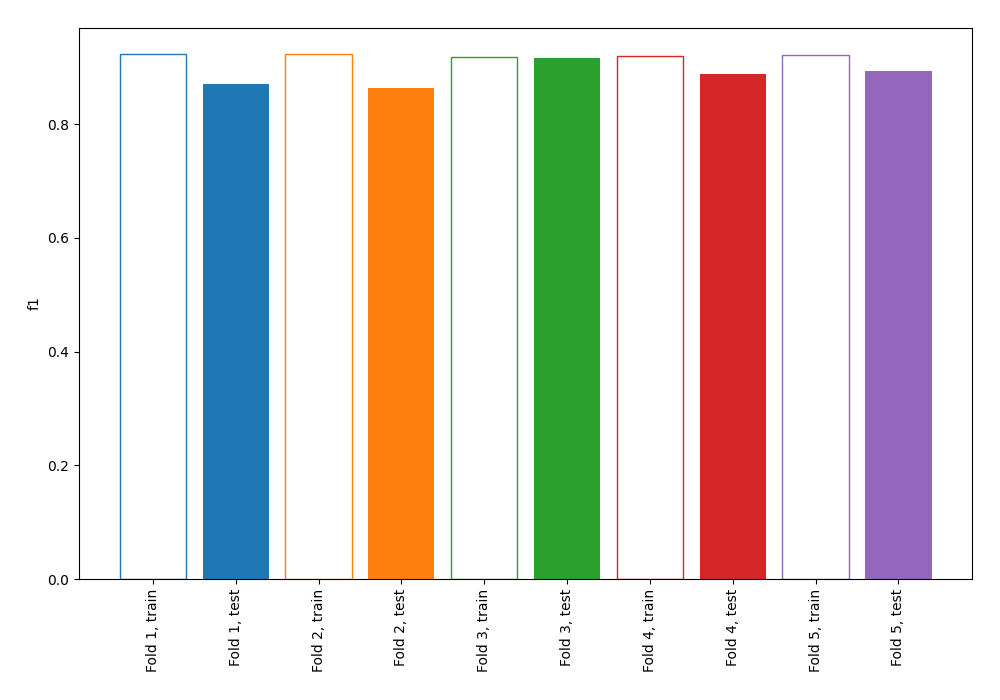 f1
0.8
0.6
0.4
0.2
0.0
Fold 1, train
Fold 1, test
Fold 2, train
Fold 2, test
Fold 3, train
Fold 3, test
Fold 4, train
Fold 4, test
Fold 5, train
Fold 5, test